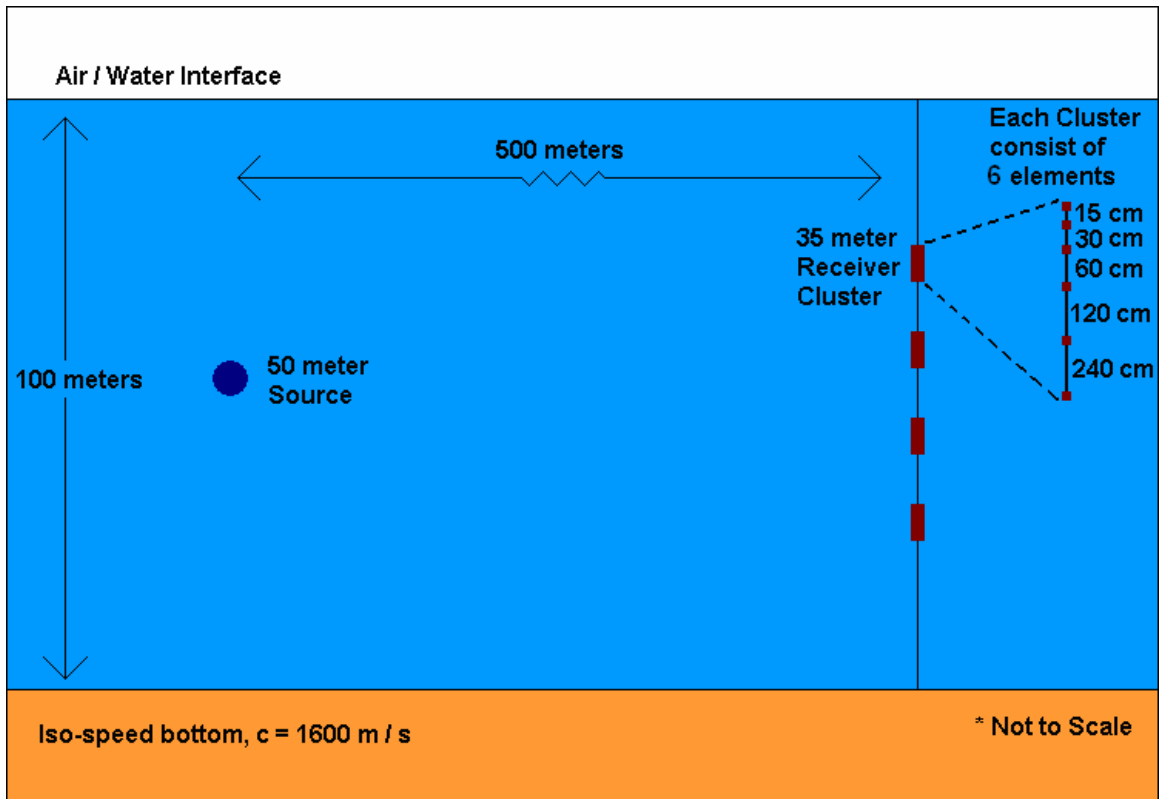 Air / Water Interface
500 meters
Each Cluster
consist of
6 elements
15 cm
30 cm
60 cm
120 cm
240 cm
35 meter
Receiver
Cluster
100 meters
50 meter
Source
Iso-speed bottom, c = 1600 m / s
* Not to Scale